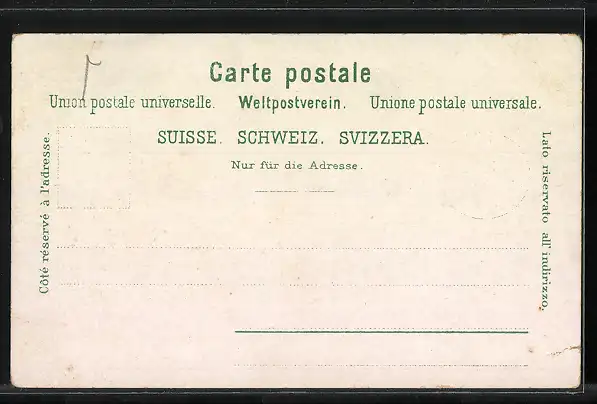 Carte postale
Union postale universelle. Weltpostverein. Unione postale universale.
SUISSE. SCHWEIZ. SVIZZERA.
Nur für die Adresse.
Côté réservé à l'adresse.
Lato riservato all' indirizzo.